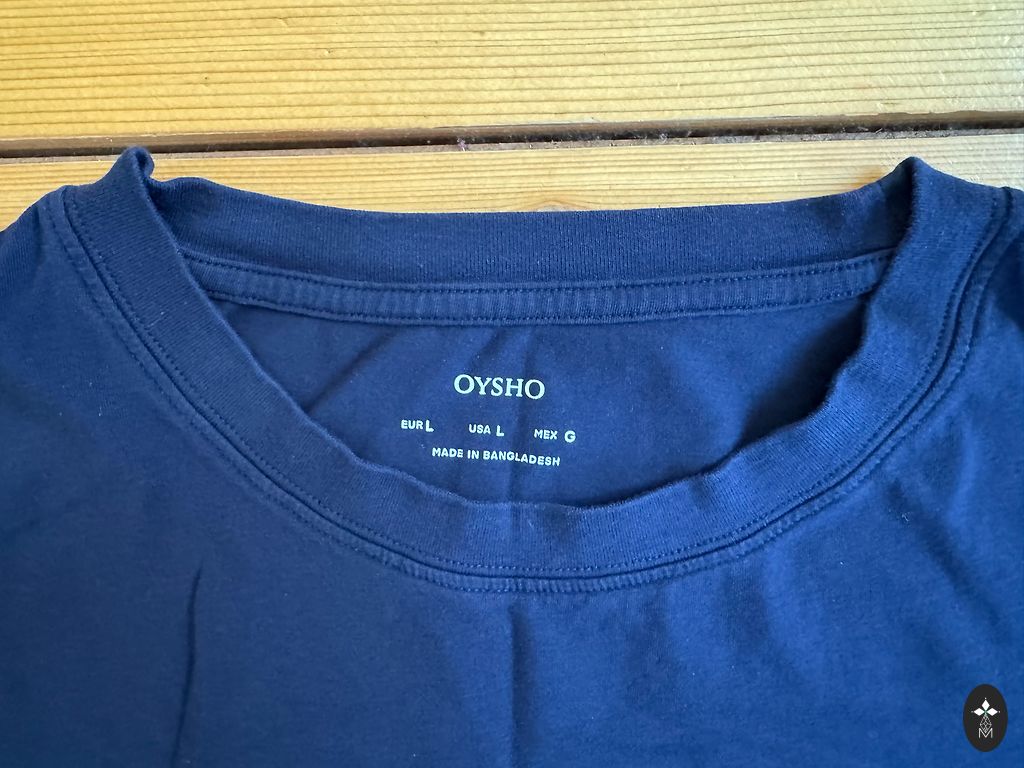 OYSHO
EUR L USA L MEX G
MADE IN BANGLADESH
M